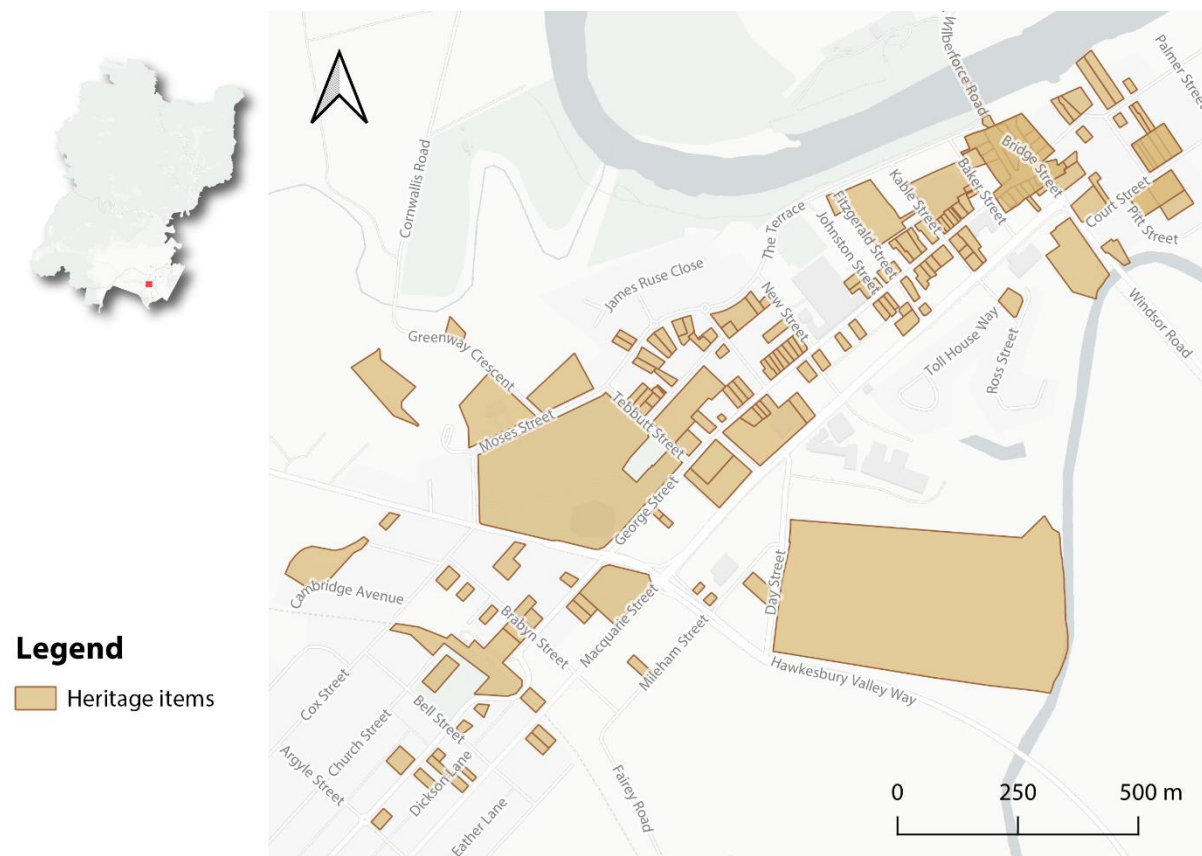 Wilberforce Road
Palmer Street
Cornwallis Road
Bridge Street
Baker Street
Kable Street
Court Street
Pitt Street
Fitzgerald Street
The Terrace
Johnston Street
James Ruse Close
New Street
Windsor Road
Toll House Way
Ross Street
Greenway Crescent
Moses Street
Tebbutt Street
George Street
Cambridge Avenue
Day Street
Brabyn Street
Macquarie Street
Mileham Street
Hawkesbury Valley Way
Legend
Heritage items
Cox Street
Bell Street
Church Street
Argyle Street
Dickson Lane
Eather Lane
Fairey Road
0 250 500 m